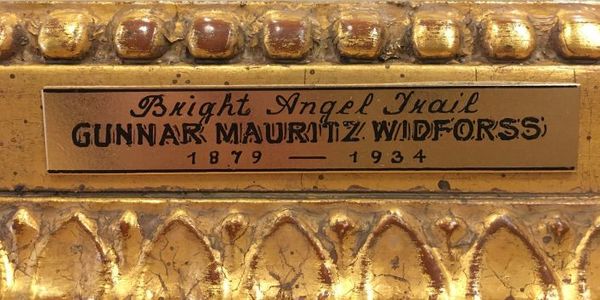 Bright Angel Trail
GUNNAR MAURITZ WIDFORSS
1879 — 1934